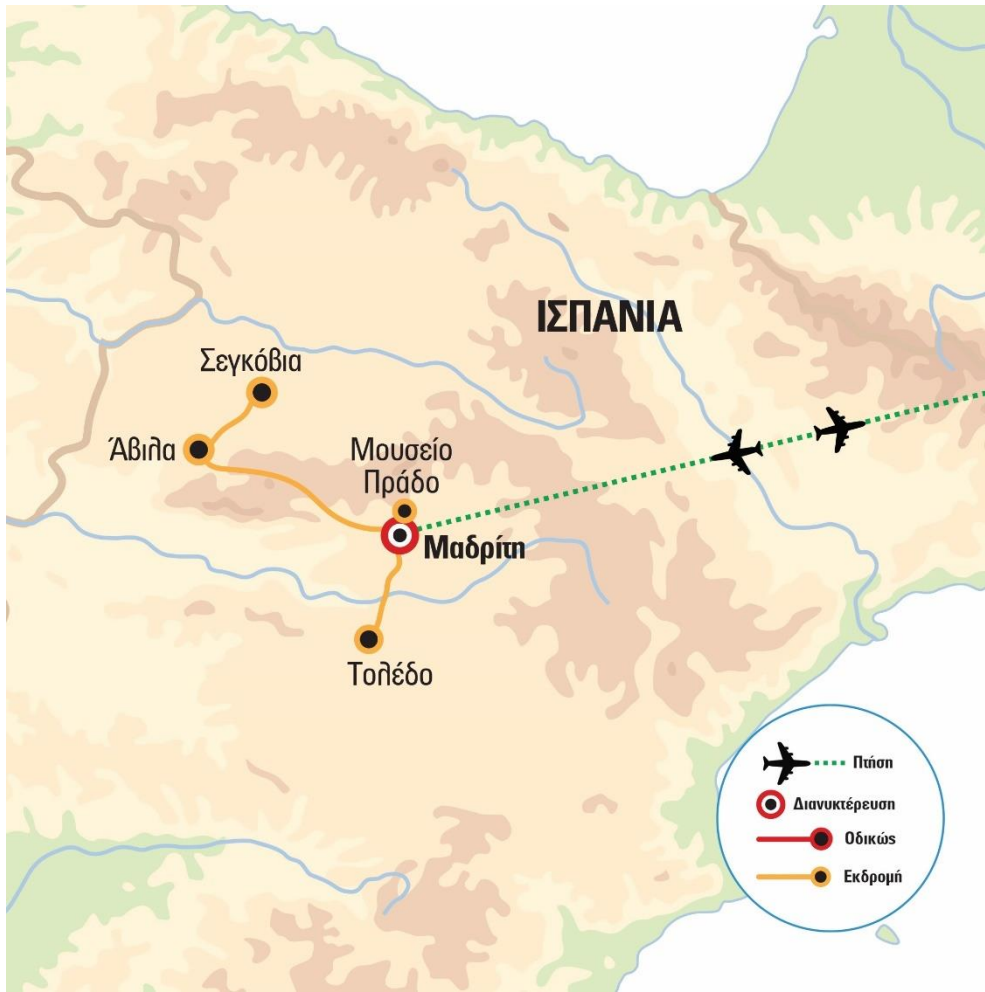 ΙΣΠΑΝΙΑ
Σεγκόβια
Άβιλα
Μουσείο
Πράδο
Μαδρίτη
Τολέδο
Πτήση
Διανυκτέρευση
Οδικώς
Εκδρομή